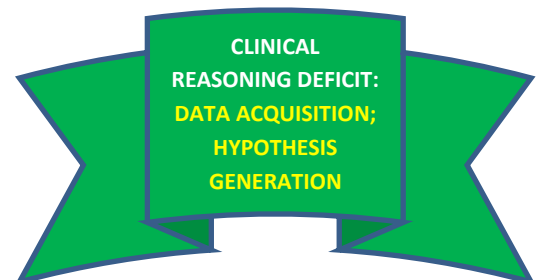 CLINICAL
REASONING DEFICIT:
DATA ACQUISITION;
HYPOTHESIS
GENERATION